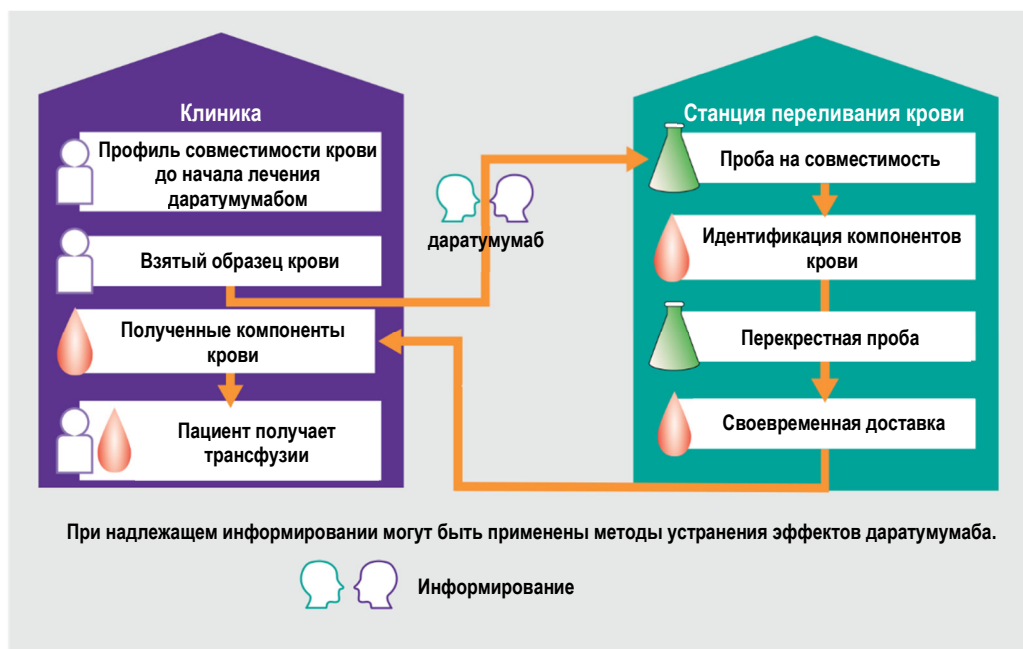 Клиника
Профиль совместимости крови
до начала лечения
даратумумабом
Взятый образец крови
Полученные компоненты
крови
Пациент получает
трансфузии
даратумумаб
Станция переливания крови
Проба на совместимость
Идентификация компонентов
крови
Перекрестная проба
Своевременная доставка
При надлежащем информировании могут быть применены методы устранения эффектов даратумумаба.
Информирование